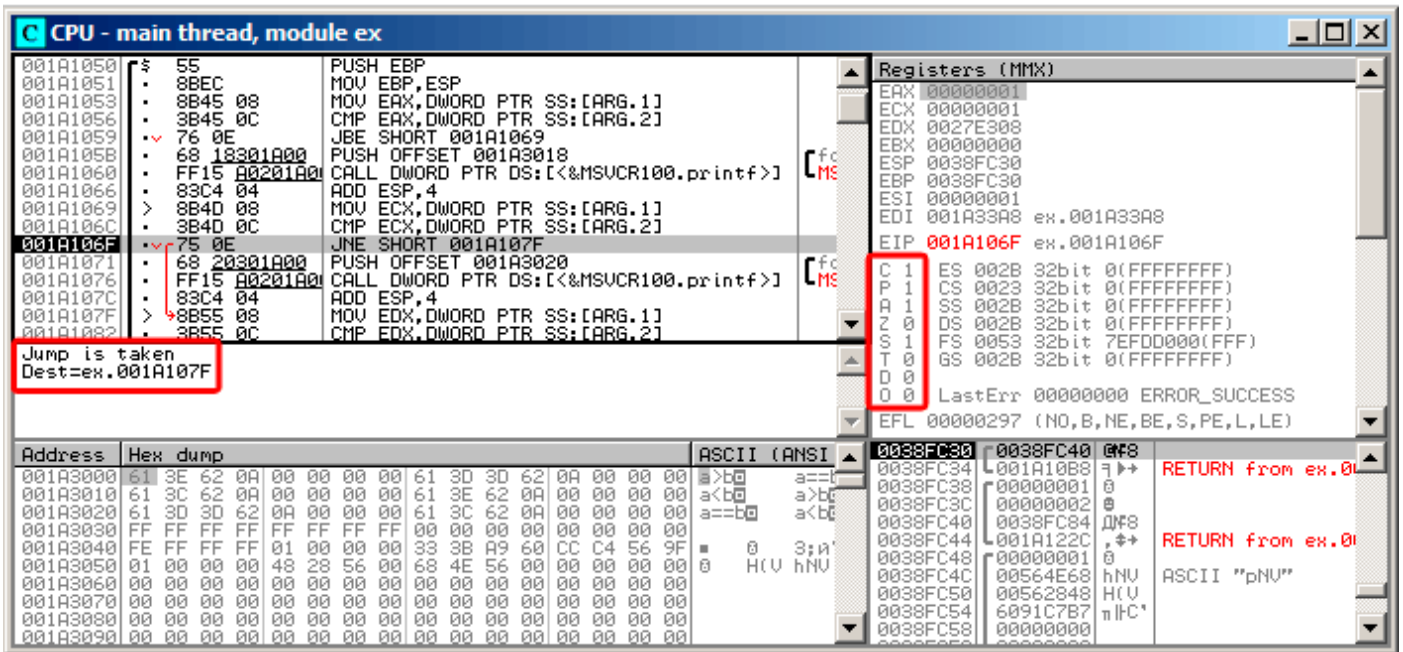 C CPU - main thread, module ex
001A1050 $ 55 PUSH EBP
001A1051 . 8BEC MOV EBP,ESP
001A1053 . 8B45 08 MOV EAX,DWORD PTR SS:[ARG.1]
001A1056 . 3B45 0C CMP EAX,DWORD PTR SS:[ARG.2]
001A1059 . 76 0E JBE SHORT 001A1069
001A105B . 68 18301A00 PUSH OFFSET 001A3018
001A1060 . FF15 A0201A00 CALL DWORD PTR DS:[<&MSVCR100.printf>]
001A1066 . 83C4 04 ADD ESP,4
001A1069 > 8B4D 08 MOV ECX,DWORD PTR SS:[ARG.1]
001A106C . 3B4D 0C CMP ECX,DWORD PTR SS:[ARG.2]
001A106F . 75 0E JNE SHORT 001A107F
001A1071 . 68 20301A00 PUSH OFFSET 001A3020
001A1076 . FF15 A0201A00 CALL DWORD PTR DS:[<&MSVCR100.printf>]
001A107C . 83C4 04 ADD ESP,4
001A107F > 8B55 08 MOV EDX,DWORD PTR SS:[ARG.1]
001A1082 . 3B55 0C CMP EDX,DWORD PTR SS:[ARG.2]
Jump is taken
Dest=ex.001A107F
Registers (MMX)
EAX 00000001
ECX 00000001
EDX 0027E308
EBX 00000000
ESP 0038FC30
EBP 0038FC30
ESI 00000001
EDI 001A33A8 ex.001A33A8
EIP 001A106F ex.001A106F
C 1 ES 002B 32bit 0(FFFFFFFF)
P 1 CS 0023 32bit 0(FFFFFFFF)
A 1 SS 002B 32bit 0(FFFFFFFF)
Z 0 DS 002B 32bit 0(FFFFFFFF)
S 1 FS 0053 32bit 7EFDD000(FFF)
T 0 GS 002B 32bit 0(FFFFFFFF)
D 0
O 0 LastErr 00000000 ERROR_SUCCESS
EFL 00000297 (NO,B,NE,BE,S,PE,L,LE)
Address Hex dump ASCII (ANSI
001A3000 61 3E 62 0A 00 00 00 00 61 3D 3D 62 0A 00 00 00 a>b a==b
001A3010 61 3C 62 0A 00 00 00 00 61 3E 62 0A 00 00 00 00 a<b a>b
001A3020 61 3D 3D 62 0A 00 00 00 61 3C 62 0A 00 00 00 00 a==b a<b
001A3030 FF FF FF FF FF FF FF FF 00 00 00 00 00 00 00 00
001A3040 FE FF FF FF 01 00 00 00 33 3B A9 60 CC C4 56 9F 3;й
001A3050 01 00 00 00 48 28 56 00 68 4E 56 00 00 00 00 00 H(V hNV
001A3060 00 00 00 00 00 00 00 00 00 00 00 00 00 00 00 00
001A3070 00 00 00 00 00 00 00 00 00 00 00 00 00 00 00 00
001A3080 00 00 00 00 00 00 00 00 00 00 00 00 00 00 00 00
001A3090 00 00 00 00 00 00 00 00 00 00 00 00 00 00 00 00
0038FC30 0038FC40
0038FC34 001A10B8 RETURN from ex.00
0038FC38 00000001
0038FC3C 00000002
0038FC40 0038FC84
0038FC44 001A122C RETURN from ex.00
0038FC48 00000001
0038FC4C 00564E68 hNV ASCII "pNV"
0038FC50 00562848 H(V
0038FC54 6091C7B7
0038FC58 00000000